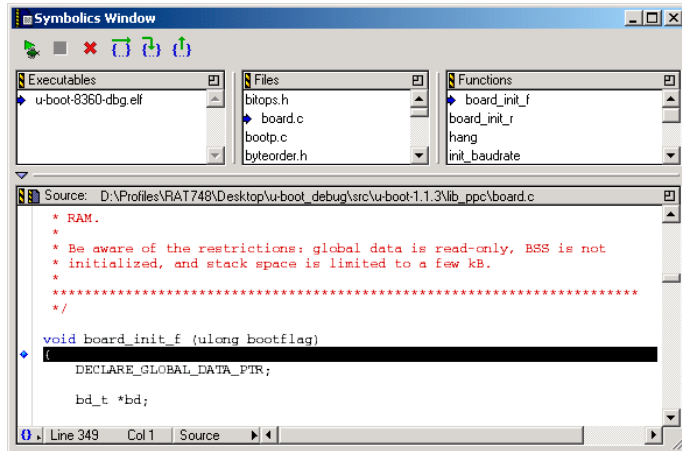 Symbolics Window
Executables
u-boot-8360-dbg.elf
Files
bitops.h
board.c
bootp.c
byteorder.h
Functions
board_init_f
board_init_r
hang
init_baudrate
Source: D:\Profiles\RAT748\Desktop\u-boot_debug\src\u-boot-1.1.3\lib_ppc\board.c
* RAM.
*
* Be aware of the restrictions: global data is read-only, BSS is not
* initialized, and stack space is limited to a few kB.
*
************************************************************************
*/
void board_init_f (ulong bootflag)
{
DECLARE_GLOBAL_DATA_PTR;
bd_t *bd;
Line 349 Col 1 Source